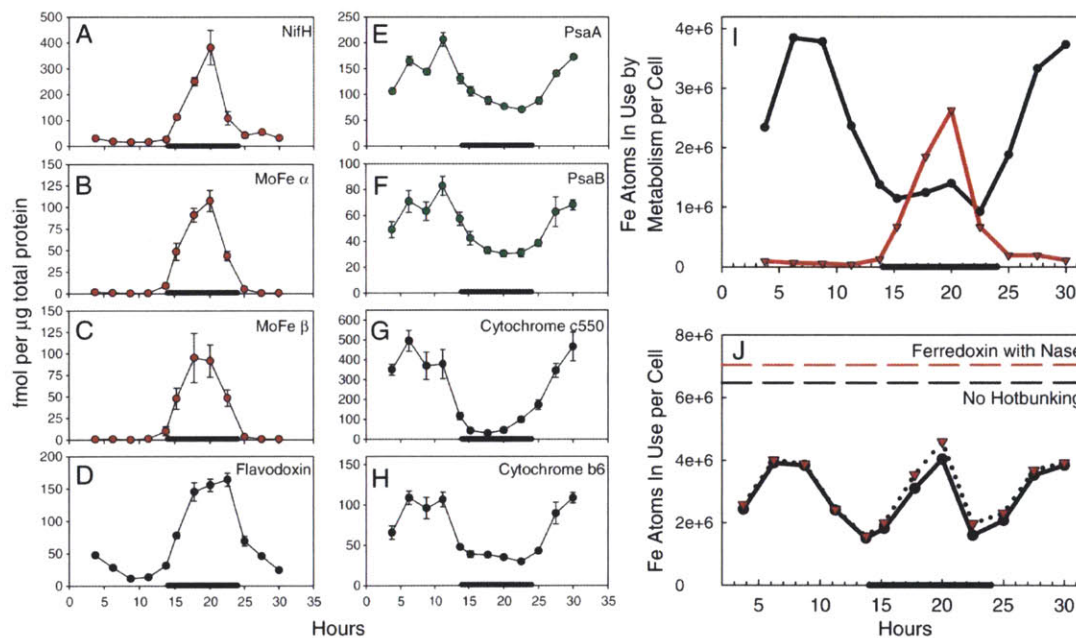 A
NifH
500
400
300
200
100
0
B
MoFe α
150
125
100
75
50
25
0
C
MoFe β
150
125
100
75
50
25
0
D
Flavodoxin
200
150
100
50
0
0 5 10 15 20 25 30
fmol per µg total protein
E
PsaA
250
200
150
100
50
0
F
PsaB
100
80
60
40
20
0
G
Cytochrome c550
600
500
400
300
200
100
0
H
Cytochrome b6
150
100
50
0
0 5 10 15 20 25 30 35
Hours
I
Fe Atoms In Use by
Metabolism per Cell
4e+6
3e+6
2e+6
1e+6
0
5 10 15 20 25 30
J
Fe Atoms In Use per Cell
8e+6
6e+6
4e+6
2e+6
0
Ferredoxin with Nase
No Hotbunking
5 10 15 20 25 30
Hours